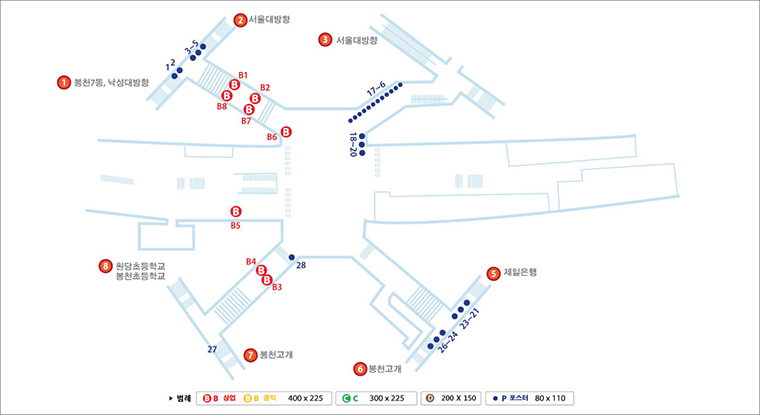 2 서울대방향
3 서울대방향
3~5
1 2
1 봉천7동, 낙성대방향
B B1
B B2
17~6
B B8
B B7
B6 B
18~20
B
B5
B4 B
B B3
28
8 원당초등학교
봉천초등학교
5 제일은행
23~21
26~24
27
7 봉천고개
6 봉천고개
▶ 범례 B B 상업 B B 공익 400 x 225 C C 300 x 225 D 200 X 150 P 포스터 80 x 110